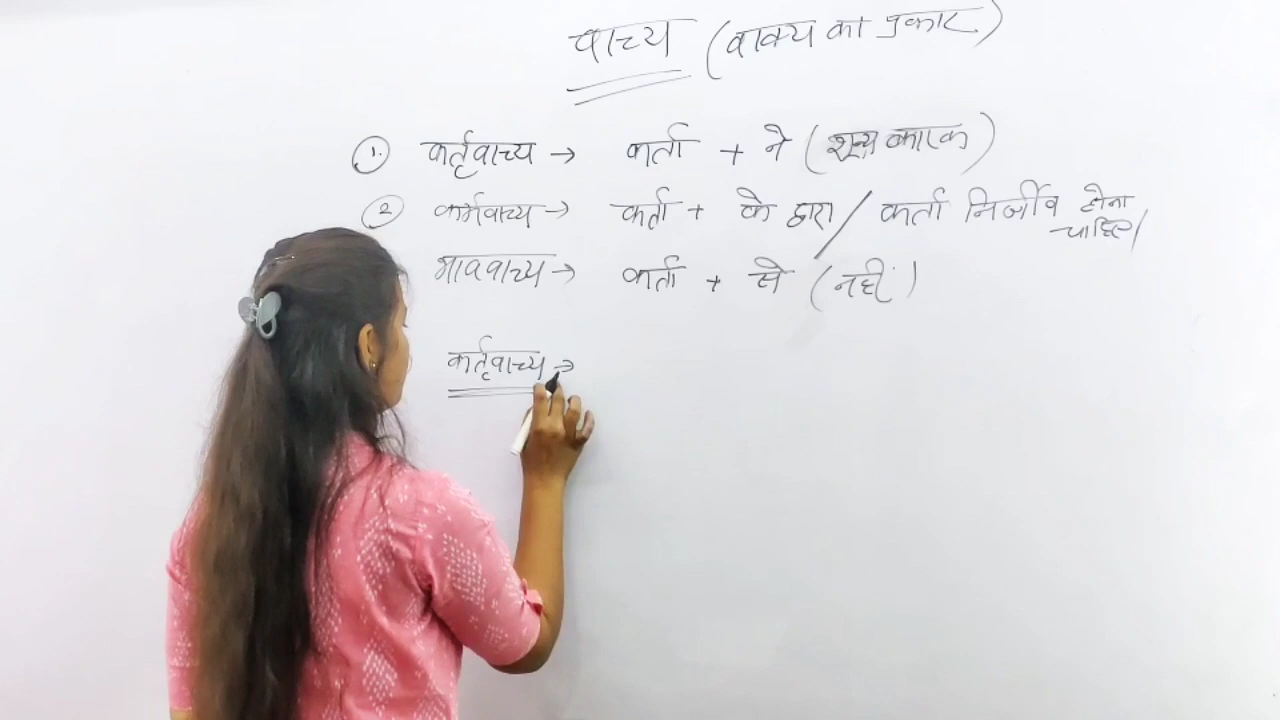 वाच्य (वाक्य का प्रकार)
① कर्तृवाच्य → कर्ता + ने (शून्य कारक)
② कर्मवाच्य → कर्ता + के द्वारा / कर्ता निर्जीव होना
चाहिए/
भाववाच्य → कर्ता + से (नहीं)
कर्तृवाच्य →